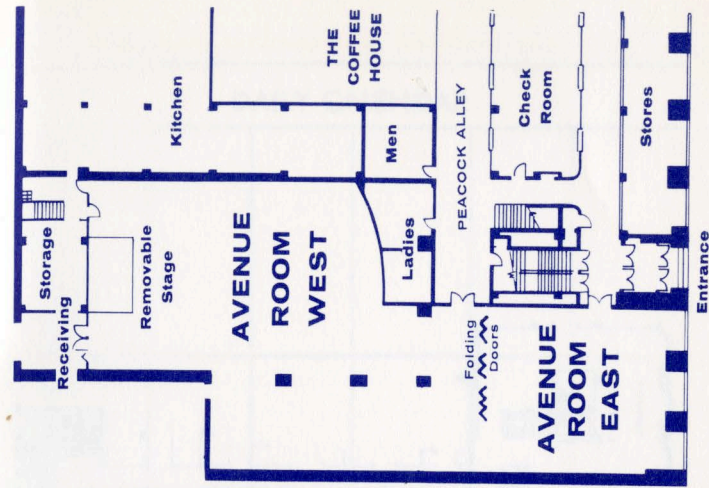 THE
COFFEE
HOUSE
Kitchen
Men
PEACOCK ALLEY
Check
Room
Stores
Storage
Receiving
Removable
Stage
AVENUE
ROOM
WEST
Ladies
Folding
Doors
AVENUE
ROOM
EAST
Entrance